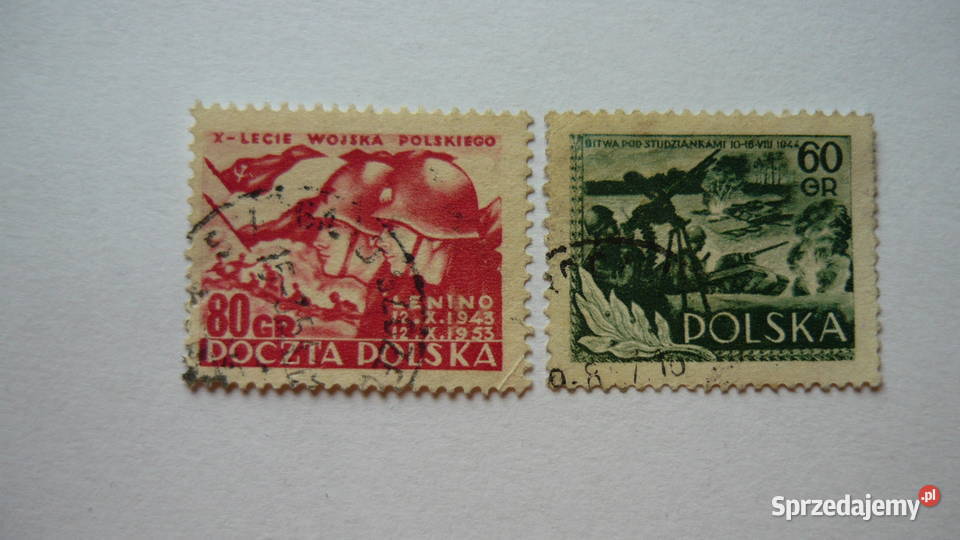 X-LECIE WOJSKA POLSKIEGO
LENINO
12.X.1943
12.X.1953
80 GR
POCZTA POLSKA
BITWA POD STUDZIANKAMI 10-16-VIII 1944
60
GR
POLSKA
Sprzedajemy.pl